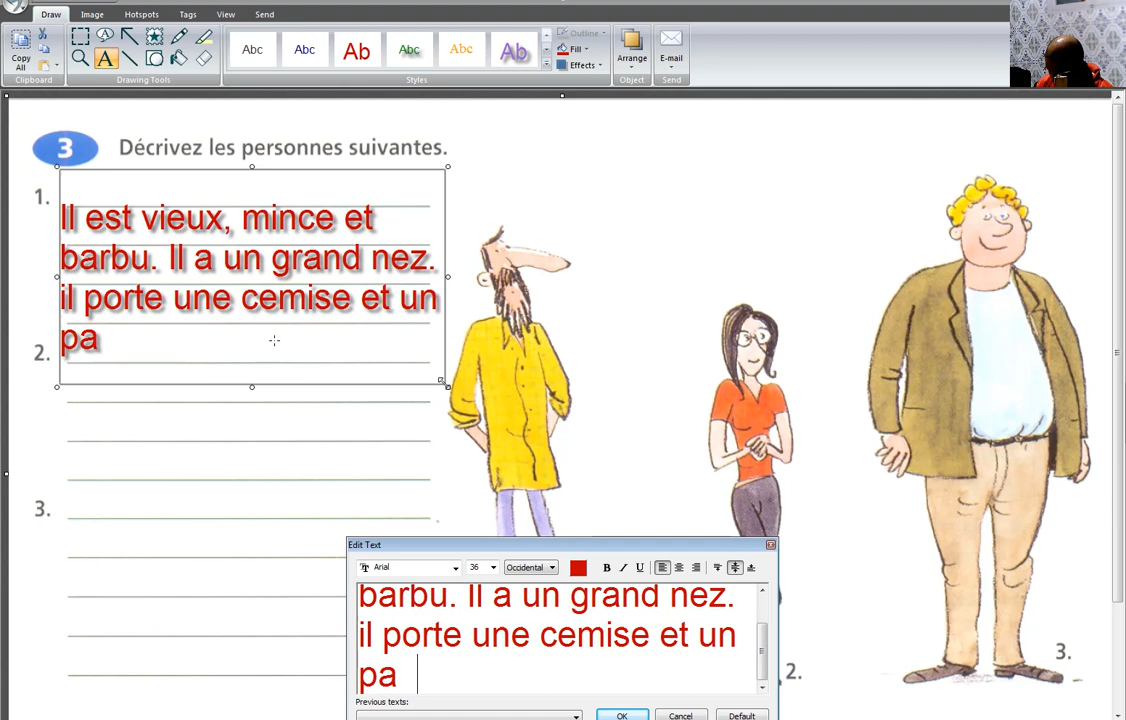 Draw Image Hotspots Tags View Send
Copy All
Abc Abc Ab Abc Abc Ab
Outline
Fill
Effects
Arrange
E-mail
Clipboard Drawing Tools Styles Object Send
3 Décrivez les personnes suivantes.
1.
Il est vieux, mince et
barbu. Il a un grand nez.
il porte une cemise et un
pa
2.
3.
2.
3.
Edit Text
Arial 36 Occidental B I U
barbu. Il a un grand nez.
il porte une cemise et un
pa
Previous texts:
OK Cancel Default